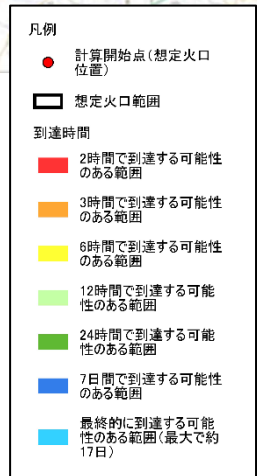 凡例
計算開始点(想定火口
位置)
想定火口範囲
到達時間
2時間で到達する可能性
のある範囲
3時間で到達する可能性
のある範囲
6時間で到達する可能性
のある範囲
12時間で到達する可能
性のある範囲
24時間で到達する可能
性のある範囲
7日間で到達する可能性
のある範囲
最終的に到達する可能
性のある範囲(最大で約
17日)